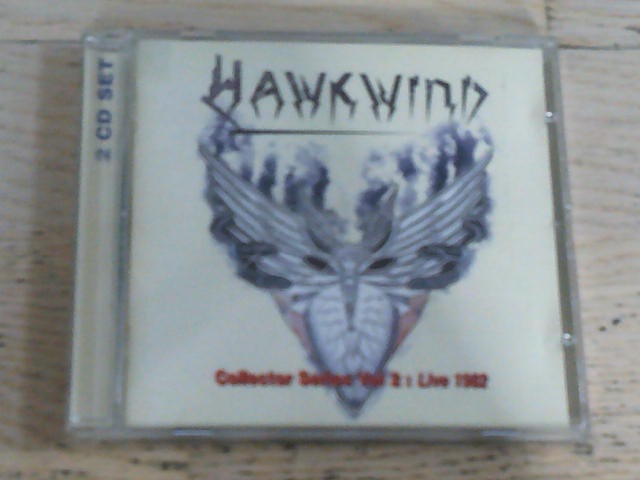 2 CD SET
HAWKWIND
Collector Series Vol 2 : Live 1982